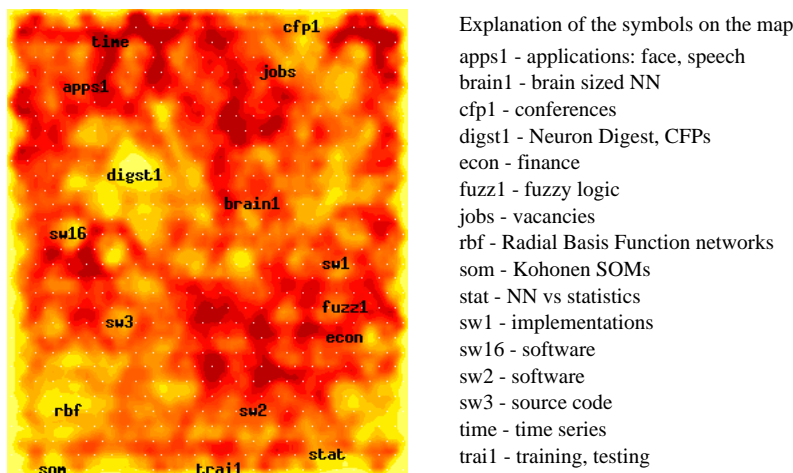 cfp1
time
jobs
apps1
digst1
brain1
sw16
sw1
fuzz1
sw3
econ
rbf
sw2
stat
som
trai1
Explanation of the symbols on the map
apps1 - applications: face, speech
brain1 - brain sized NN
cfp1 - conferences
digst1 - Neuron Digest, CFPs
econ - finance
fuzz1 - fuzzy logic
jobs - vacancies
rbf - Radial Basis Function networks
som - Kohonen SOMs
stat - NN vs statistics
sw1 - implementations
sw16 - software
sw2 - software
sw3 - source code
time - time series
trai1 - training, testing